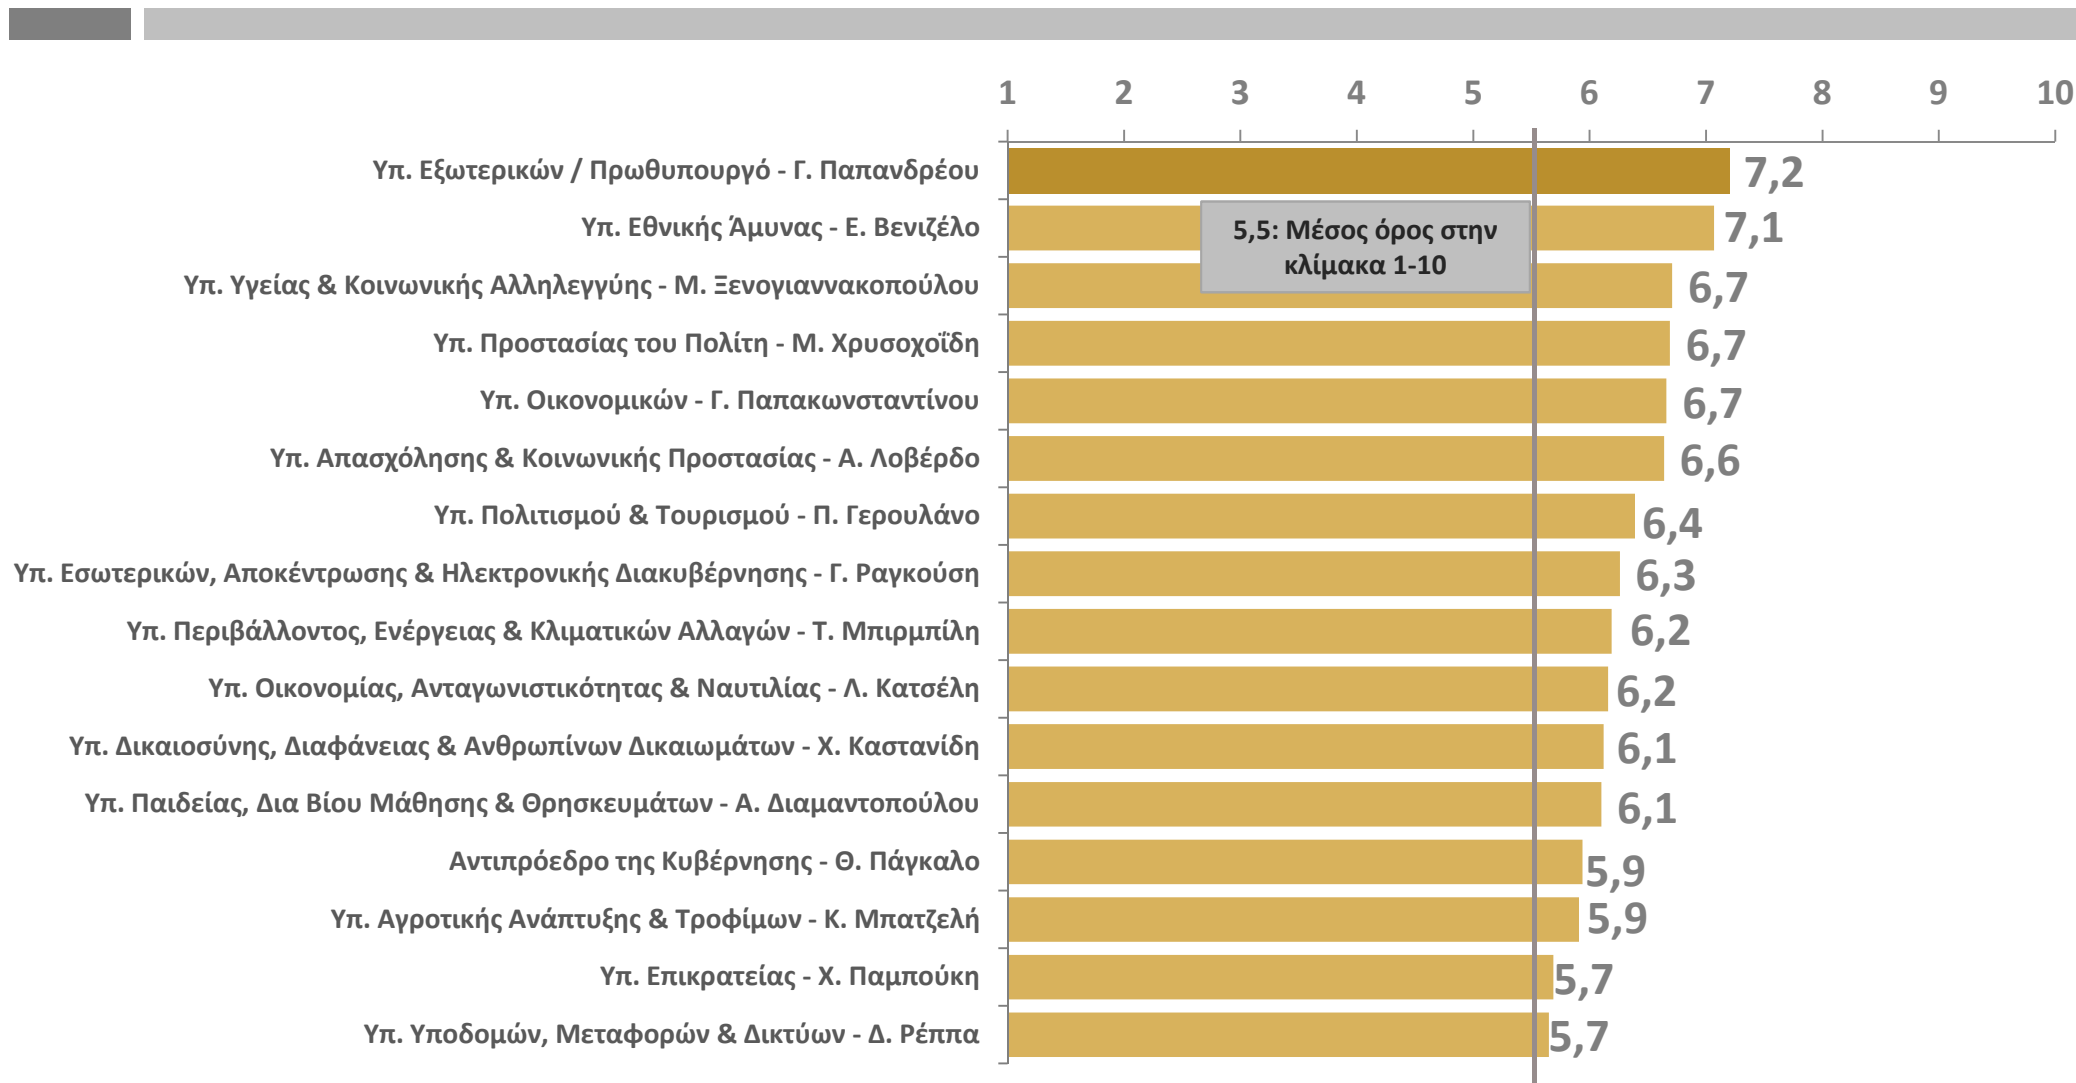 1 2 3 4 5 6 7 8 9 10
Υπ. Εξωτερικών / Πρωθυπουργό - Γ. Παπανδρέου 7,2
Υπ. Εθνικής Άμυνας - Ε. Βενιζέλο 7,1
5,5: Μέσος όρος στην
κλίμακα 1-10
Υπ. Υγείας & Κοινωνικής Αλληλεγγύης - Μ. Ξενογιαννακοπούλου 6,7
Υπ. Προστασίας του Πολίτη - Μ. Χρυσοχοΐδη 6,7
Υπ. Οικονομικών - Γ. Παπακωνσταντίνου 6,7
Υπ. Απασχόλησης & Κοινωνικής Προστασίας - Α. Λοβέρδο 6,6
Υπ. Πολιτισμού & Τουρισμού - Π. Γερουλάνο 6,4
Υπ. Εσωτερικών, Αποκέντρωσης & Ηλεκτρονικής Διακυβέρνησης - Γ. Ραγκούση 6,3
Υπ. Περιβάλλοντος, Ενέργειας & Κλιματικών Αλλαγών - Τ. Μπιρμπίλη 6,2
Υπ. Οικονομίας, Ανταγωνιστικότητας & Ναυτιλίας - Λ. Κατσέλη 6,2
Υπ. Δικαιοσύνης, Διαφάνειας & Ανθρωπίνων Δικαιωμάτων - Χ. Καστανίδη 6,1
Υπ. Παιδείας, Δια Βίου Μάθησης & Θρησκευμάτων - Α. Διαμαντοπούλου 6,1
Αντιπρόεδρο της Κυβέρνησης - Θ. Πάγκαλο 5,9
Υπ. Αγροτικής Ανάπτυξης & Τροφίμων - Κ. Μπατζελή 5,9
Υπ. Επικρατείας - Χ. Παμπούκη 5,7
Υπ. Υποδομών, Μεταφορών & Δικτύων - Δ. Ρέππα 5,7